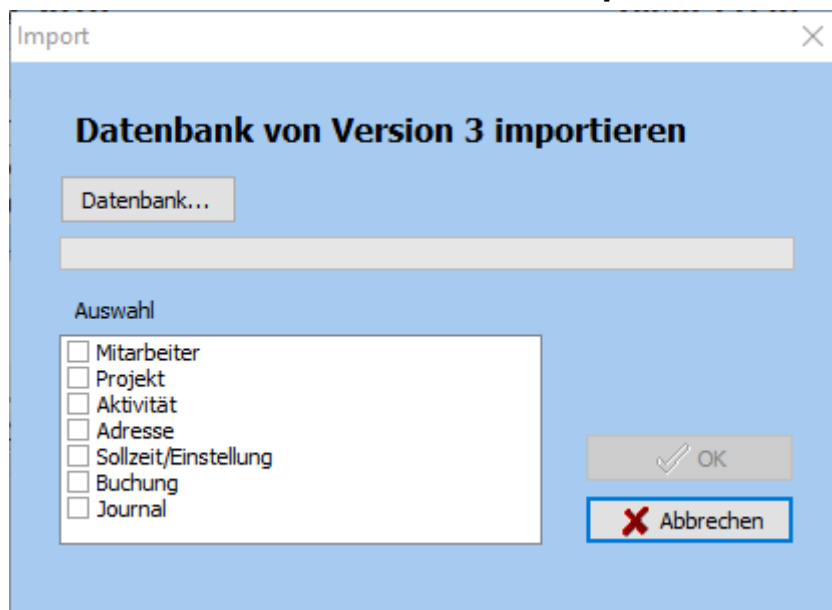 Import
Datenbank von Version 3 importieren
Datenbank...
Auswahl
Mitarbeiter
Projekt
Aktivität
Adresse
Sollzeit/Einstellung
Buchung
Journal
OK
Abbrechen